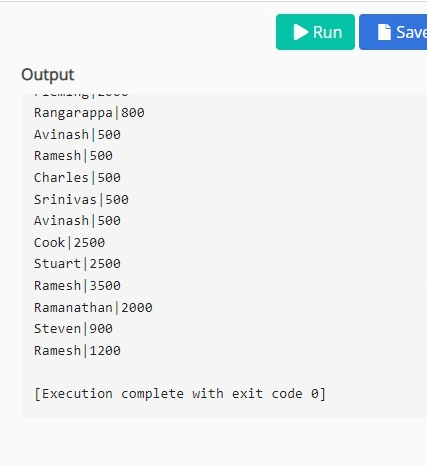 Run
Save
Output
Rangarappa|800
Avinash|500
Ramesh|500
Charles|500
Srinivas|500
Avinash|500
Cook|2500
Stuart|2500
Ramesh|3500
Ramanathan|2000
Steven|900
Ramesh|1200
[Execution complete with exit code 0]